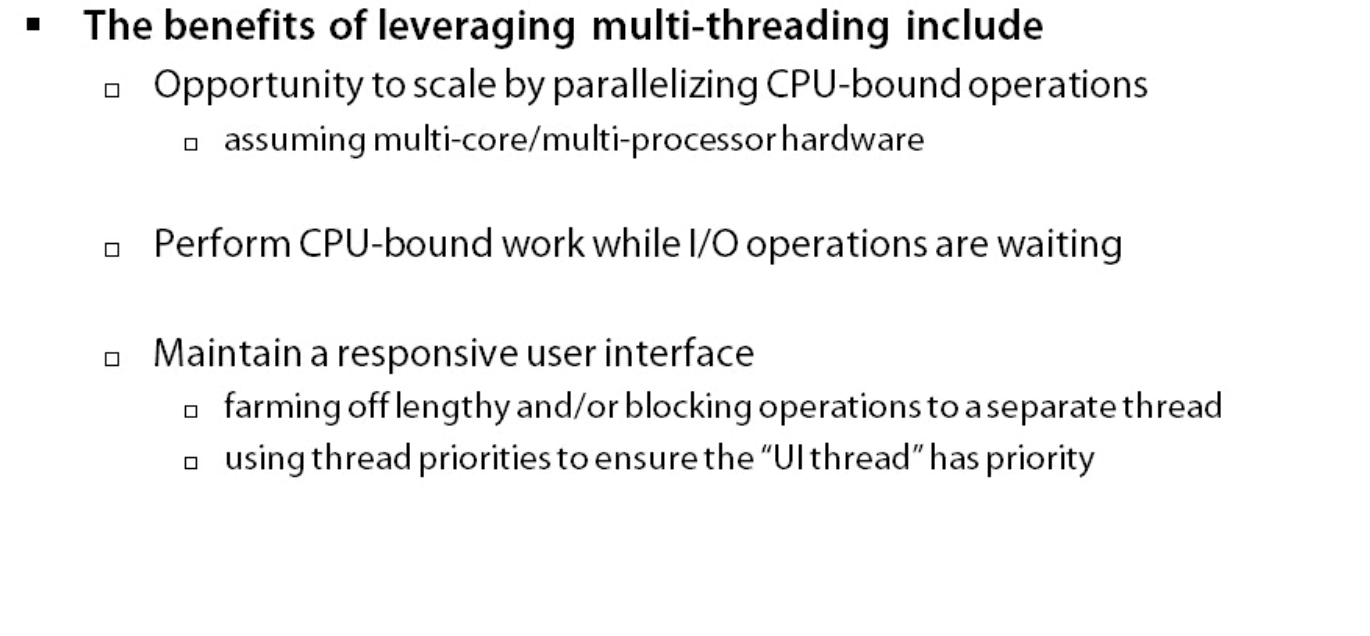 The benefits of leveraging multi-threading include
Opportunity to scale by parallelizing CPU-bound operations
assuming multi-core/multi-processor hardware
Perform CPU-bound work while I/O operations are waiting
Maintain a responsive user interface
farming off lengthy and/or blocking operations to a separate thread
using thread priorities to ensure the “UI thread” has priority